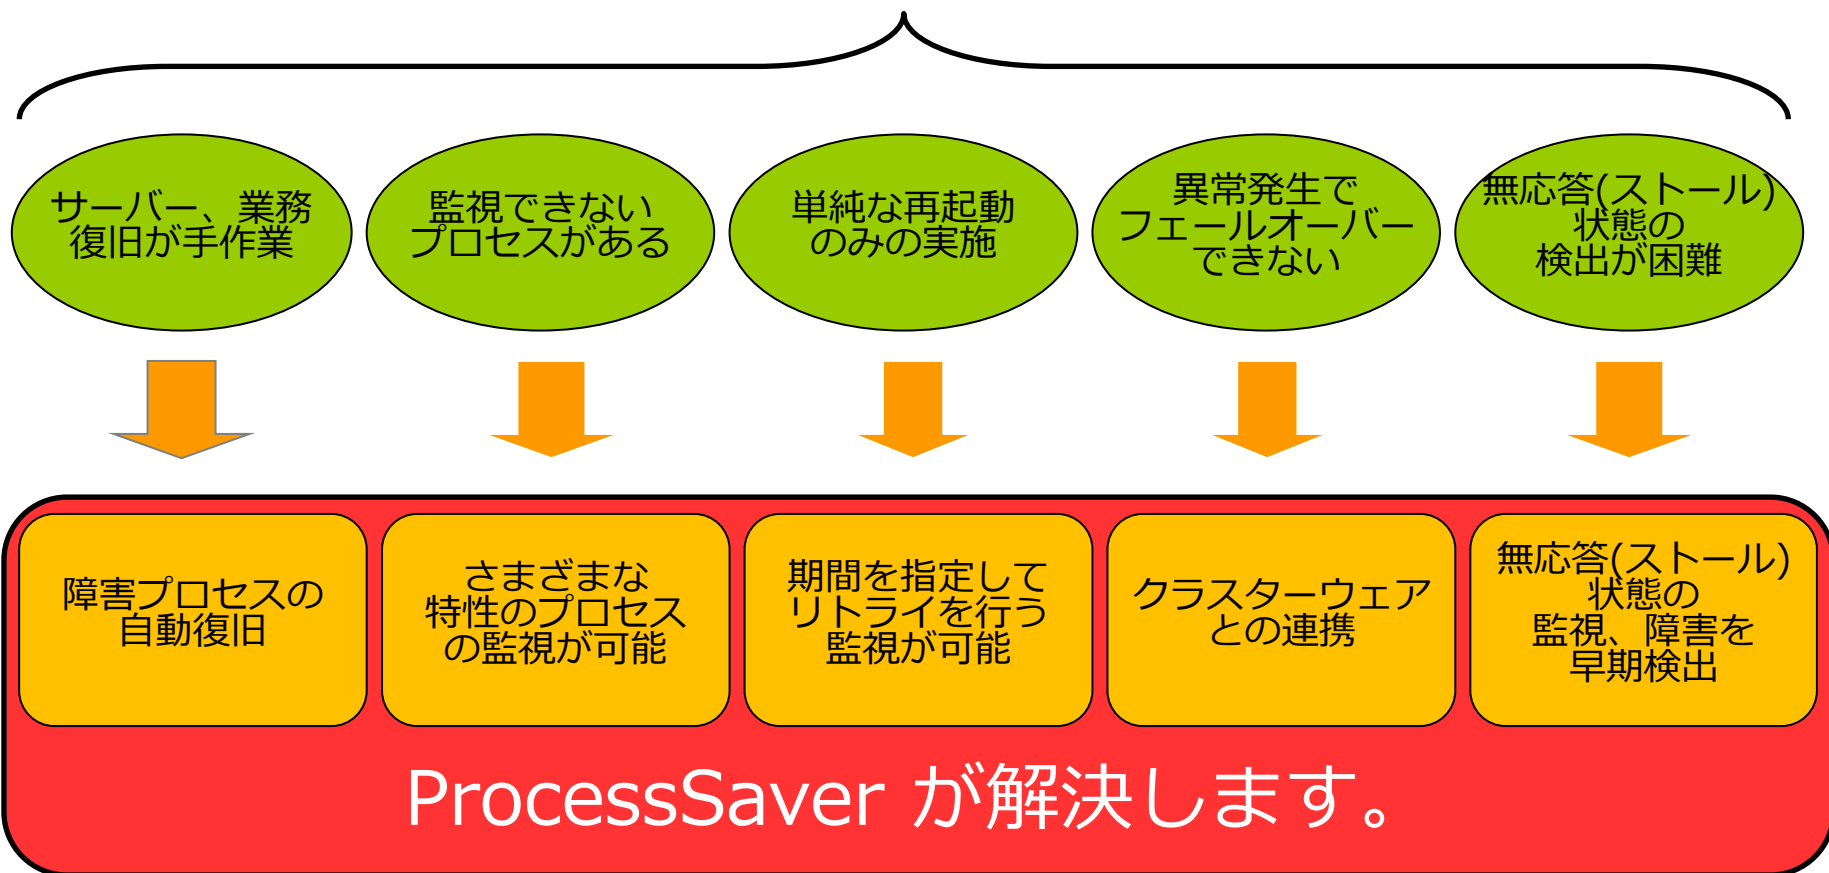 サーバー、業務
復旧が手作業
監視できない
プロセスがある
単純な再起動
のみの実施
異常発生で
フェールオーバー
できない
無応答(ストール)
状態の
検出が困難
障害プロセスの
自動復旧
さまざまな
特性のプロセス
の監視が可能
期間を指定して
リトライを行う
監視が可能
クラスターウェア
との連携
無応答(ストール)
状態の
監視、障害を
早期検出
ProcessSaver が解決します。